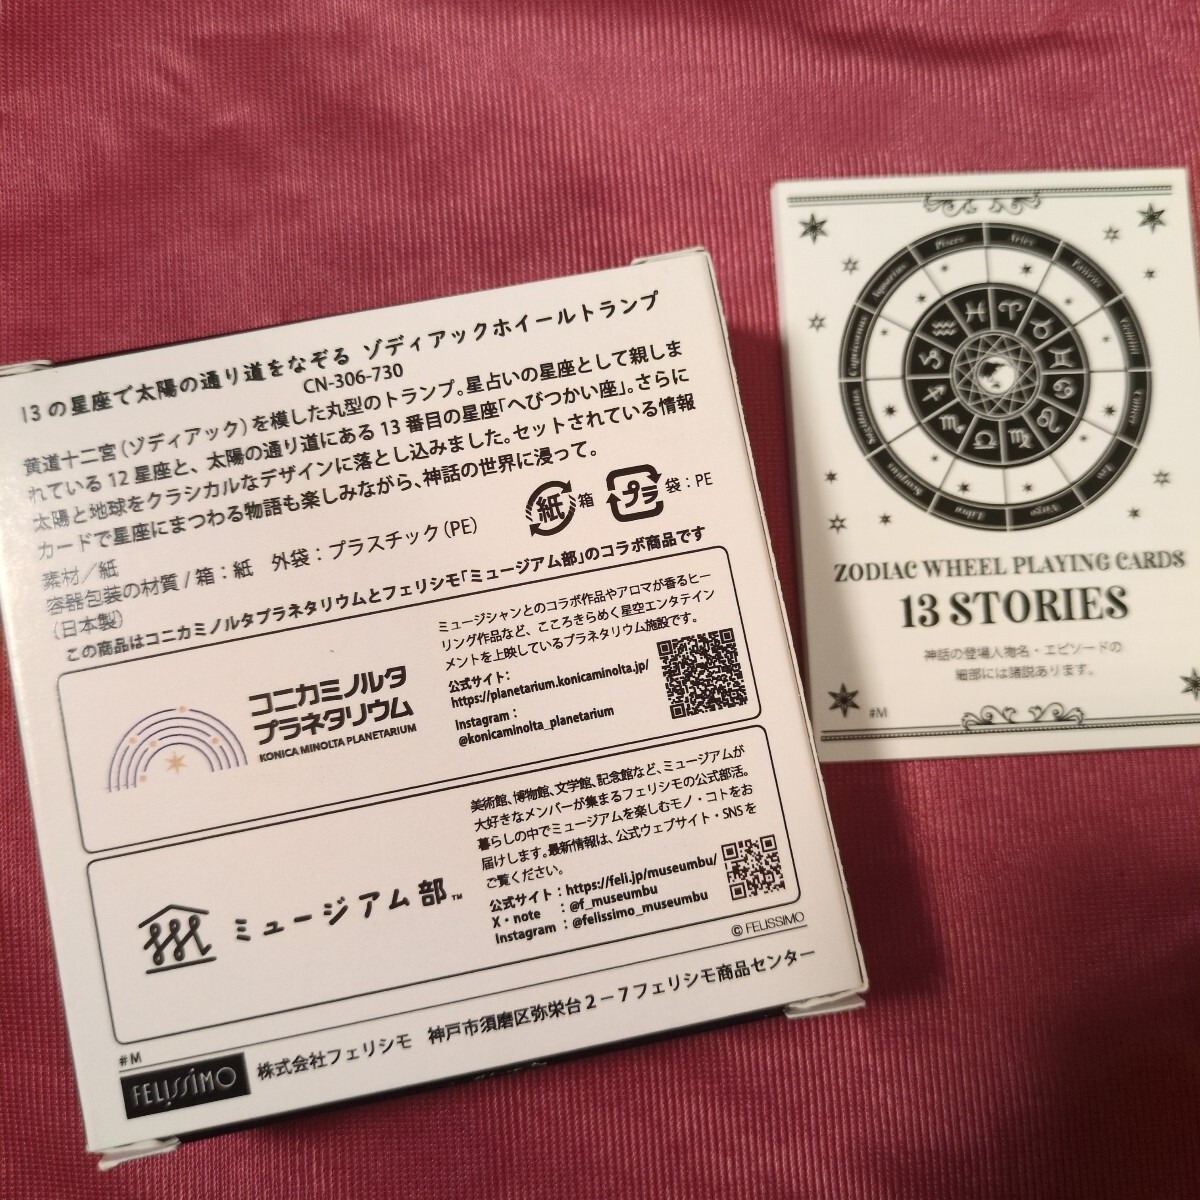 13の星座で太陽の通り道をなぞる ゾディアックホイールトランプ
CN-306-730
黄道十二宮(ゾディアック)を模した丸型のトランプ。星占いの星座として親しま
れている12星座と、太陽の通り道にある13番目の星座「へびつかい座」。さらに
太陽と地球をクラシカルなデザインに落とし込みました。セットされている情報
カードで星座にまつわる物語も楽しみながら、神話の世界に浸って。
素材/紙
容器包装の材質/箱:紙 外袋:プラスチック(PE)
(日本製)
紙 箱 プラ 袋:PE
この商品はコニカミノルタプラネタリウムとフェリシモ「ミュージアム部」のコラボ商品です
コニカミノルタ
プラネタリウム
KONICA MINOLTA PLANETARIUM
ミュージシャンとのコラボ作品やアロマが香るヒー
リング作品など、こころきらめく星空エンタテイン
メントを上映しているプラネタリウム施設です。
公式サイト:
https://planetarium.konicaminolta.jp/
Instagram:
@konicaminolta_planetarium
ミュージアム部™
美術館、博物館、文学館、記念館など、ミュージアムが
大好きなメンバーが集まるフェリシモの公式部活。
暮らしの中でミュージアムを楽しむモノ・コトをお
届けします。最新情報は、公式ウェブサイト・SNSを
ご覧ください。
公式サイト:https://feli.jp/museumbu/
X・note :@f_museumbu
Instagram :@felissimo_museumbu
© FELISSIMO
#M
FELISSIMO
株式会社フェリシモ 神戸市須磨区弥栄台2-7フェリシモ商品センター
Pisces
Aries
Taurus
Gemini
Cancer
Leo
Virgo
Libra
Scorpius
Sagittarius
Capricornus
Aquarius
ZODIAC WHEEL PLAYING CARDS
13 STORIES
神話の登場人物名・エピソードの
細部には諸説あります。
#M